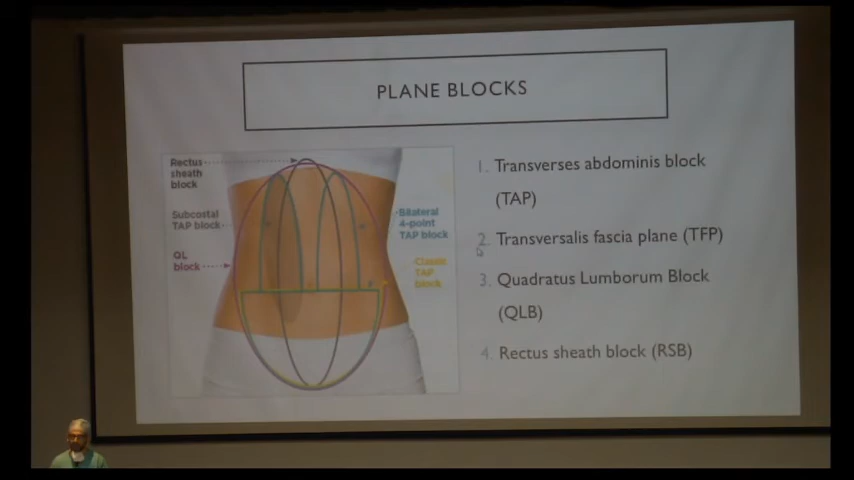 PLANE BLOCKS
Rectus
sheath
block
Subcostal
TAP block
QL
block
Bilateral
4-point
TAP block
Classic
TAP
block
1. Transverses abdominis block
(TAP)
2. Transversalis fascia plane (TFP)
3. Quadratus Lumborum Block
(QLB)
4. Rectus sheath block (RSB)